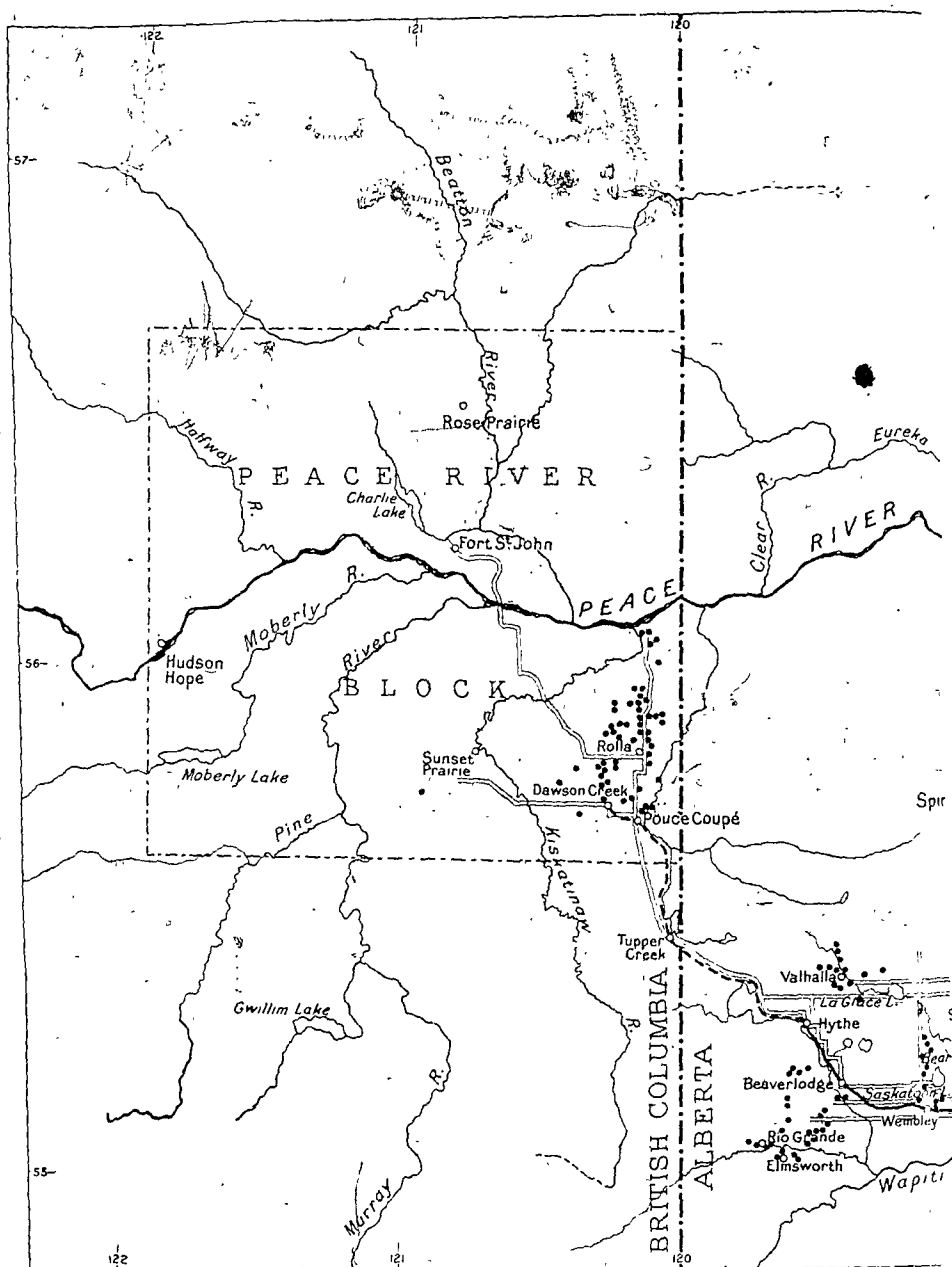 122 121 120
57
Beatton
River
Rose Prairie
Halfway
R.
PEACE RIVER
Charlie
Lake
Eureka
R.
Clear
RIVER
Fort St. John
PEACE
R.
Moberly
River
56
Hudson
Hope
BLOCK
Rolla
Sunset
Prairie
Moberly Lake
Dawson Creek
Spir
Pouce Coupé
Pine
Kiskatinaw
R.
Tupper
Creek
Valhalla
La Glace L.
Gwillim Lake
Hythe
BRITISH COLUMBIA
ALBERTA
Bear
R.
Beaverlodge
Saskatoon
Wembley
Rio Grande
55
Elmsworth
Wapiti
Murray
122 121 120